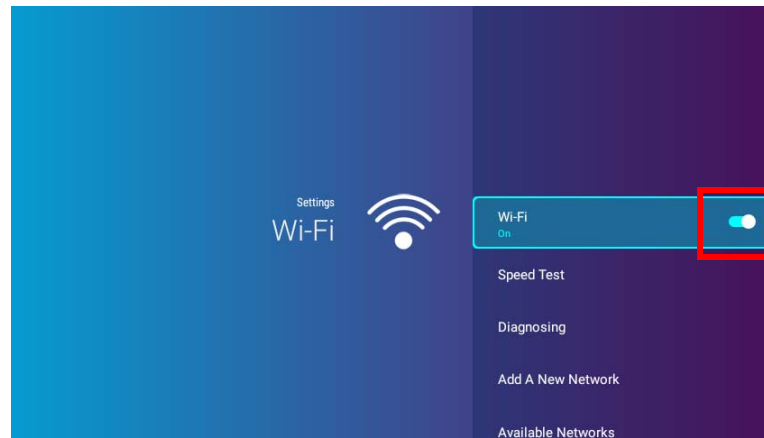 Settings
Wi-Fi
Wi-Fi
On
Speed Test
Diagnosing
Add A New Network
Available Networks